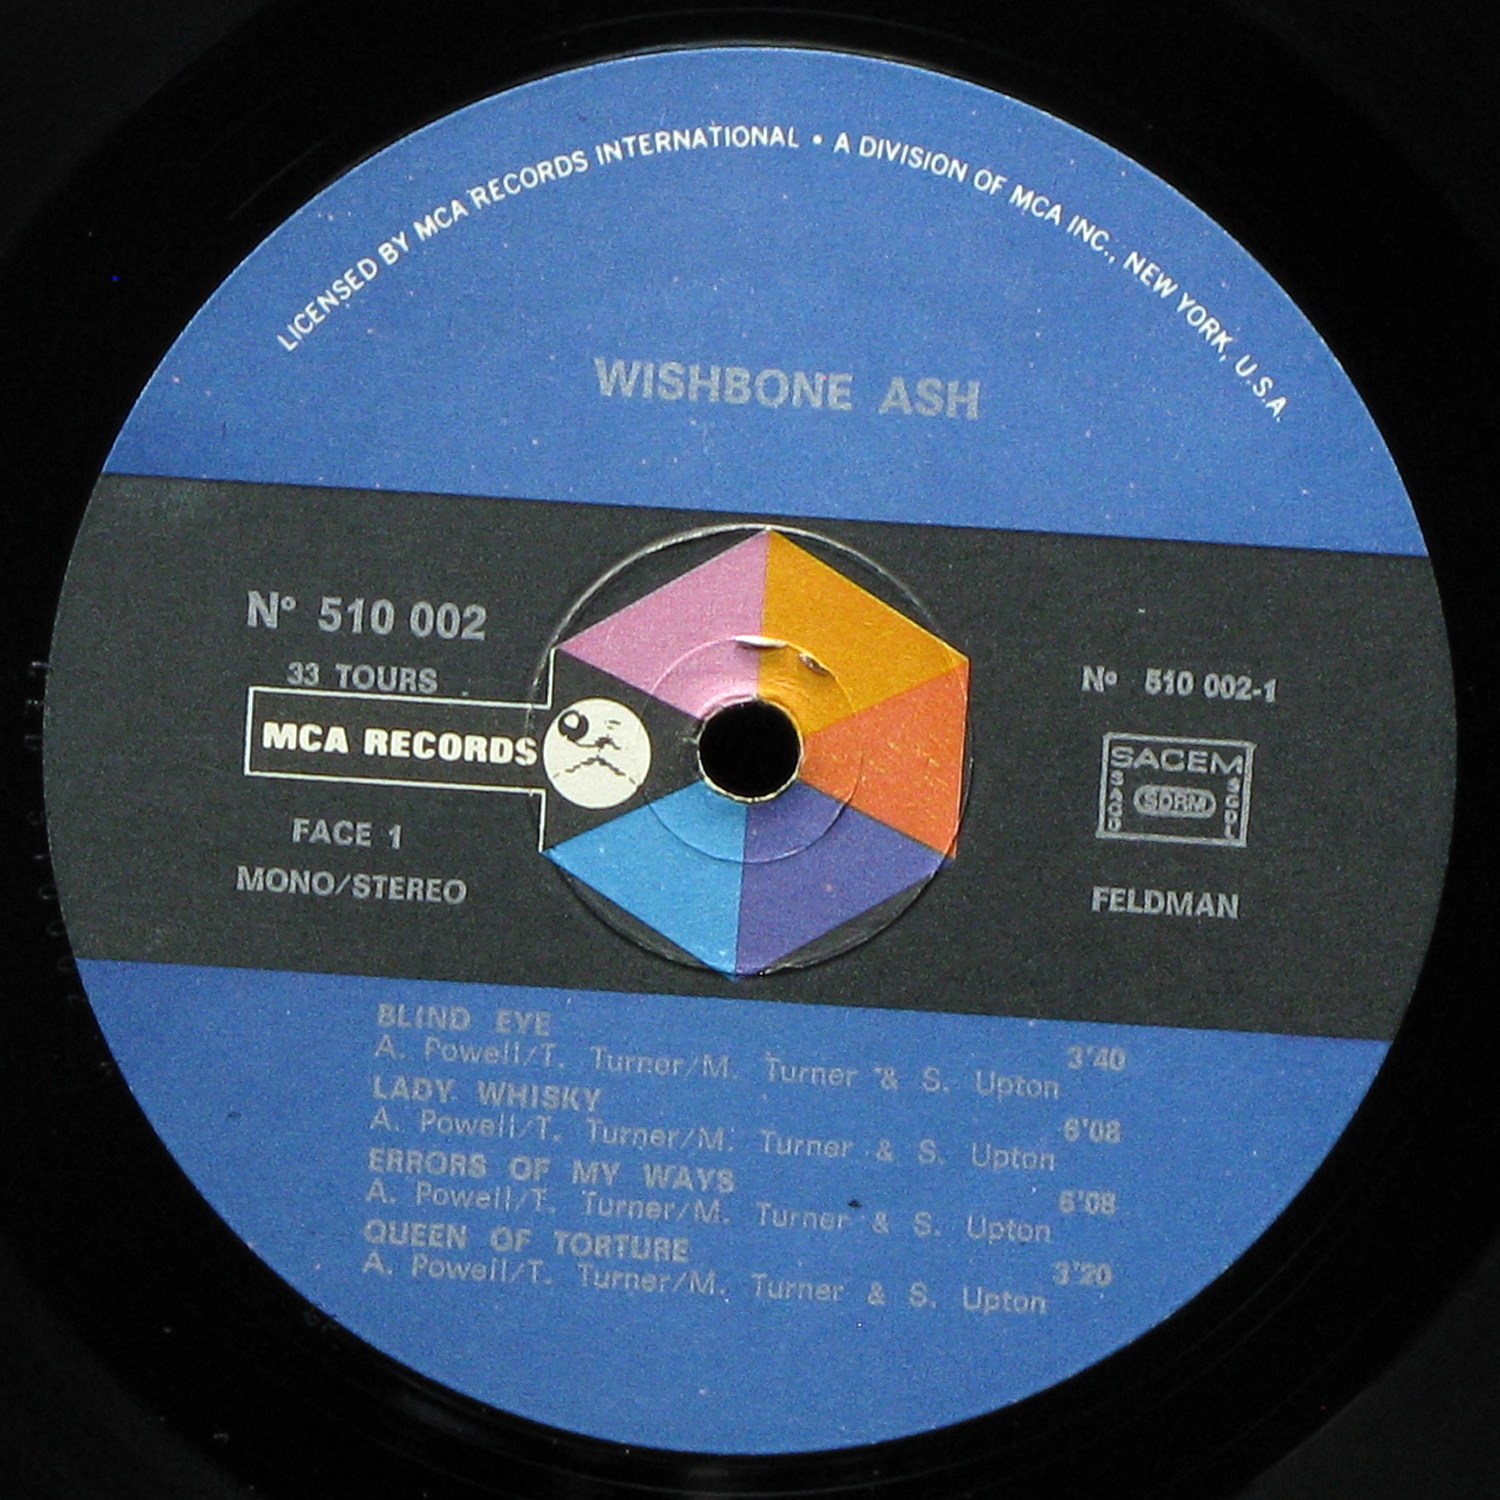 LICENSED BY MCA RECORDS INTERNATIONAL • A DIVISION OF MCA INC., NEW YORK, U.S.A.
WISHBONE ASH
Nº 510 002
33 TOURS
MCA RECORDS
FACE 1
MONO/STEREO
Nº 510 002-1
SACEM
SACD
SDRM
SGDL
FELDMAN
BLIND EYE
A. Powell/T. Turner/M. Turner & S. Upton 3'40
LADY WHISKY
A. Powell/T. Turner/M. Turner & S. Upton 6'08
ERRORS OF MY WAYS
A. Powell/T. Turner/M. Turner & S. Upton 6'08
QUEEN OF TORTURE
A. Powell/T. Turner/M. Turner & S. Upton 3'20